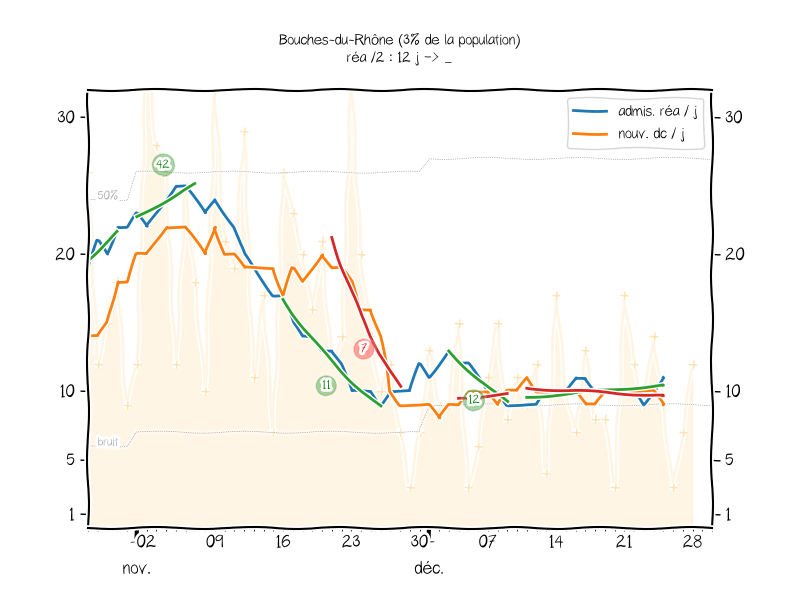 Bouches-du-Rhône (3% de la population)
réa /2 : 12 j -> _
admis. réa / j
nouv. dc / j
30 30
50%
42
20 20
7
11
12
10 10
bruit
5 5
1 1
02 09 16 23 30 07 14 21 28
nov. déc.